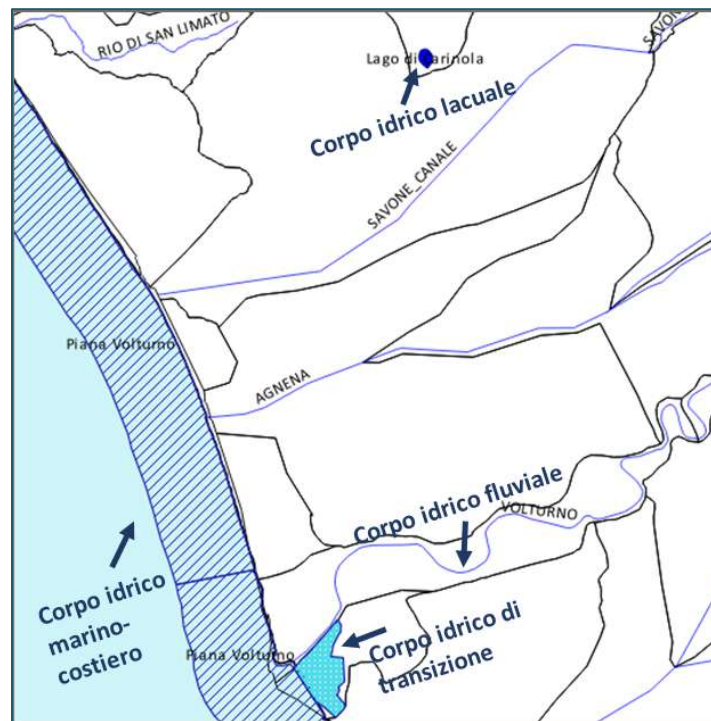 RIO DI SAN LIMATO
SAVONE
Lago di Carinola
Corpo idrico lacuale
SAVONE_CANALE
Piana Volturno
AGNENA
Corpo idrico fluviale
VOLTURNO
Corpo idrico
marino-
costiero
Piana Volturno
Corpo idrico di
transizione